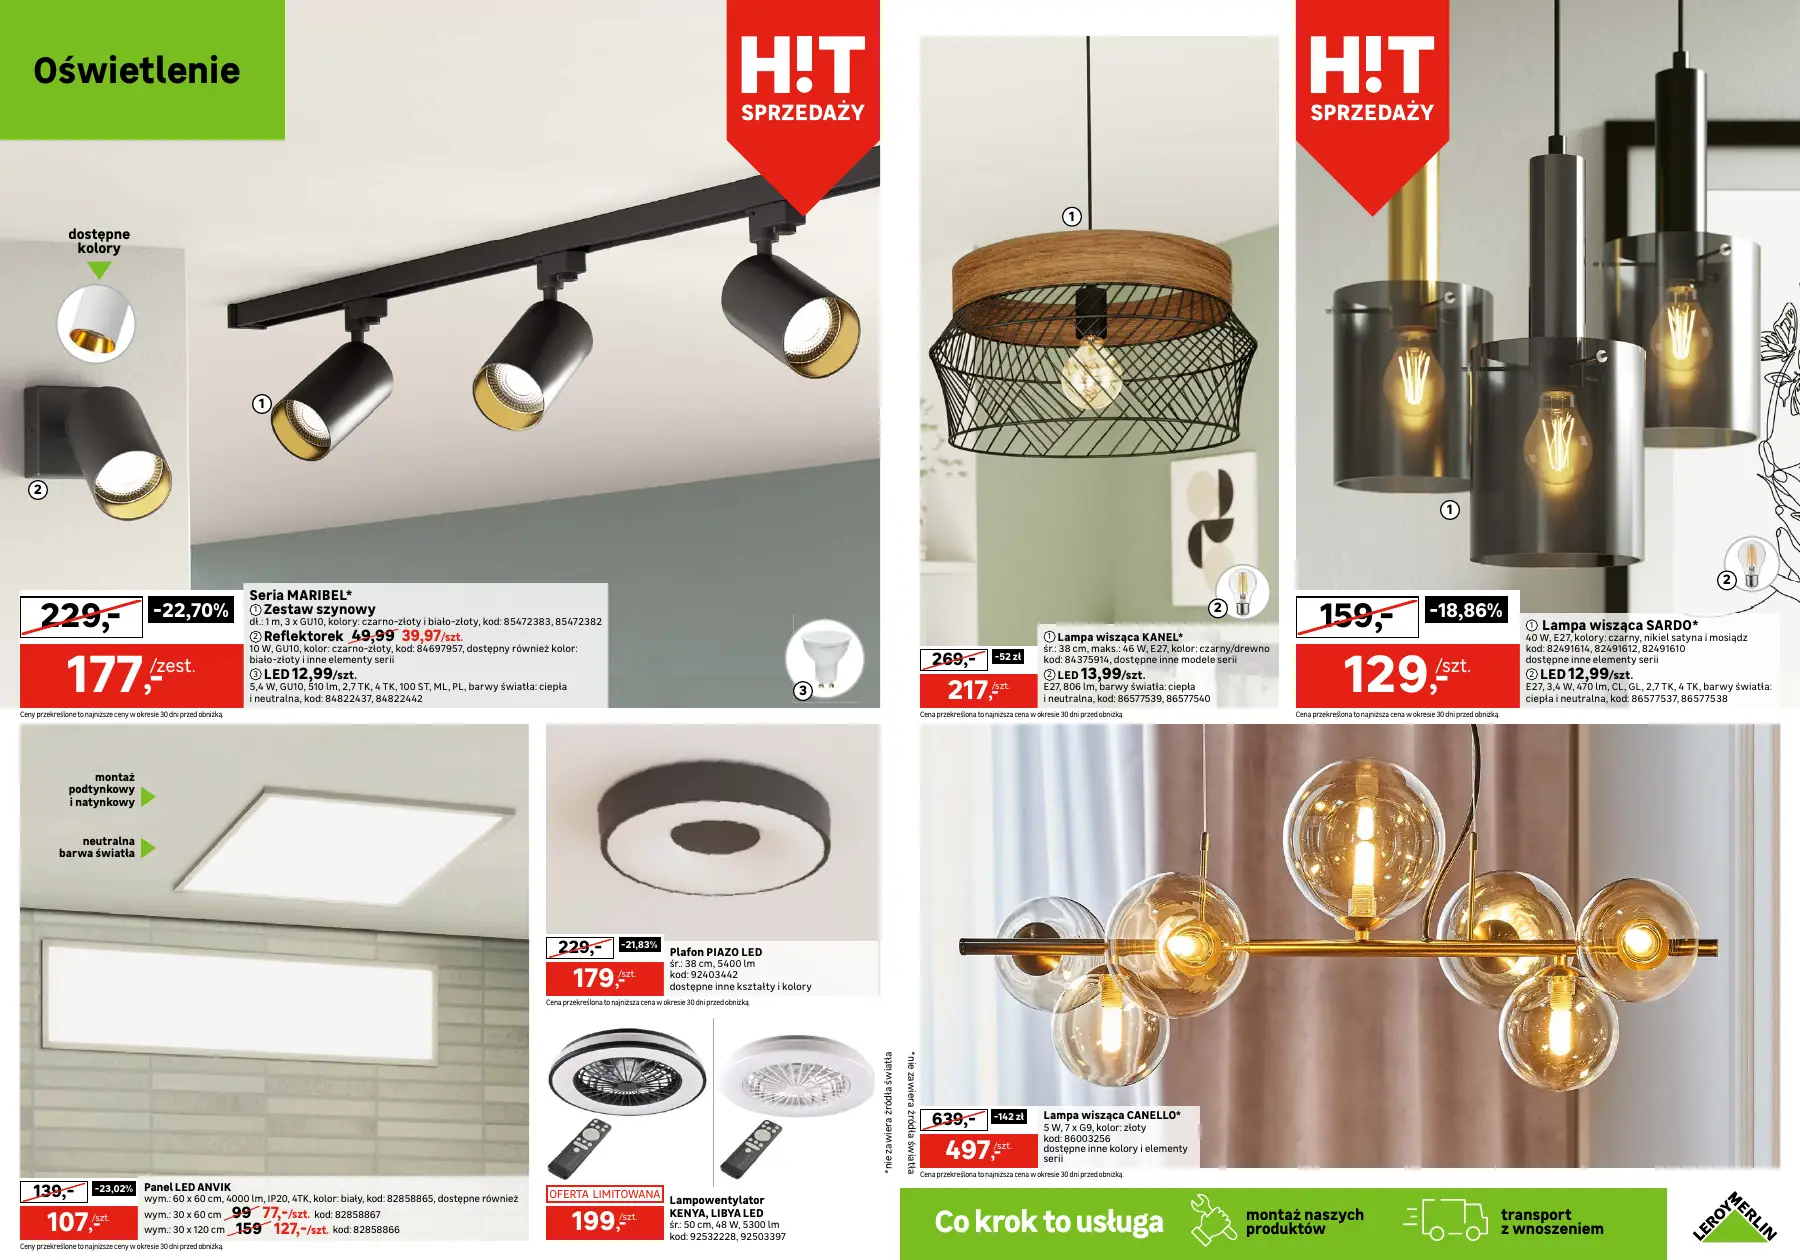 Oświetlenie
H!T
SPRZEDAŻY
dostępne
kolory
1
2
229,-
-22,70%
177,-/zest.
Seria MARIBEL*
① Zestaw szynowy
dł.: 1 m, 3 x GU10, kolory: czarno-złoty i biało-złoty, kod: 85472383, 85472382
② Reflektorek 49,99 39,97/szt.
10 W, GU10, kolor: czarno-złoty, kod: 84697957, dostępny również kolor:
biało-złoty i inne elementy serii
③ LED 12,99/szt.
5,4 W, GU10, 510 lm, 2,7 TK, 4 TK, 100 ST, ML, PL, barwy światła: ciepła
i neutralna, kod: 84822437, 84822442
3
Ceny przekreślone to najniższe ceny w okresie 30 dni przed obniżką.
H!T
SPRZEDAŻY
1
2
269,-
-52 zł
217,-/szt.
① Lampa wisząca KANEL*
śr.: 38 cm, maks.: 46 W, E27, kolor: czarny/drewno
kod: 84375914, dostępne inne modele serii
② LED 13,99/szt.
E27, 806 lm, barwy światła: ciepła
i neutralna, kod: 86577539, 86577540
Cena przekreślona to najniższa cena w okresie 30 dni przed obniżką.
1
2
159,-
-18,86%
129,-/szt.
① Lampa wisząca SARDO*
40 W, E27, kolory: czarny, nikiel satyna i mosiądz
kod: 82491614, 82491612, 82491610
dostępne inne elementy serii
② LED 12,99/szt.
E27, 3,4 W, 470 lm, CL, GL, 2,7 TK, 4 TK, barwy światła:
ciepła i neutralna, kod: 86577537, 86577538
Cena przekreślona to najniższa cena w okresie 30 dni przed obniżką.
montaż
podtynkowy
i natynkowy
neutralna
barwa światła
139,-
-23,02%
107,-/szt.
Panel LED ANVIK
wym.: 60 x 60 cm, 4000 lm, IP20, 4TK, kolor: biały, kod: 82858865, dostępne również
wym.: 30 x 60 cm 99 77,-/szt. kod: 82858867
wym.: 30 x 120 cm 159 127,-/szt. kod: 82858866
Ceny przekreślone to najniższe ceny w okresie 30 dni przed obniżką.
229,-
-21,83%
179,-/szt.
Plafon PIAZO LED
śr.: 38 cm, 5400 lm
kod: 92403442
dostępne inne kształty i kolory
Cena przekreślona to najniższa cena w okresie 30 dni przed obniżką.
OFERTA LIMITOWANA
199,-/szt.
Lampowentylator
KENYA, LIBYA LED
śr.: 50 cm, 48 W, 5300 lm
kod: 92532228, 92503397
*nie zawiera źródła światła
*nie zawiera źródła światła
639,-
-142 zł
497,-/szt.
Lampa wisząca CANELLO*
5 W, 7 x G9, kolor: złoty
kod: 86003256
dostępne inne kolory i elementy
serii
Cena przekreślona to najniższa cena w okresie 30 dni przed obniżką.
Co krok to usługa
montaż naszych
produktów
transport
z wnoszeniem
LEROY MERLIN